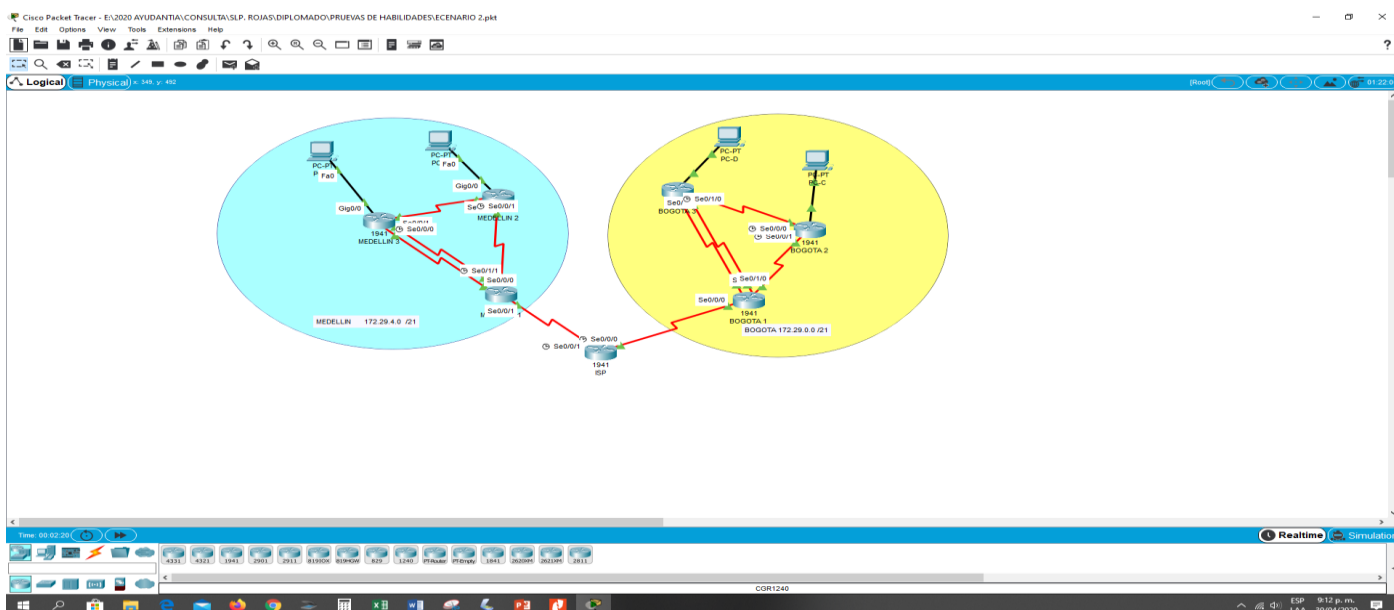 Cisco Packet Tracer - E:\2020 AYUDANTIA\CONSULTA\SLP. ROJAS\DIPLOMADO\PRUEVAS DE HABILIDADES\ECENARIO 2.pkt
File Edit Options View Tools Extensions Help
?
Logical Physical x: 349, y: 492 [Root] 01:22:0
PC-PT
Fa0
PC-PT
Fa0
Gig0/0
Gig0/0
Se0/0/1
MEDELLIN 2
Se0/0/0
1941
MEDELLIN 3
Se0/1/1
Se0/0/0
Se0/0/1
1
MEDELLIN 172.29.4.0 /21
PC-PT
PC-D
PC-PT
Se0/1/0
BOGOTA 3
Se0/0/0
Se0/0/1
1941
BOGOTA 2
Se0/1/0
Se0/0/0
1941
BOGOTA 1
BOGOTA 172.29.0.0 /21
Se0/0/0
Se0/0/1
1941
ISP
Time: 00:02:20 Realtime Simulation
4331 4321 1941 2901 2911 819IOX 819HGW 829 1240 PT-Router PT-Empty 1841 2620XM 2621XM 2811
CGR1240
ESP 9:12 p. m.
LAA 30/04/2020